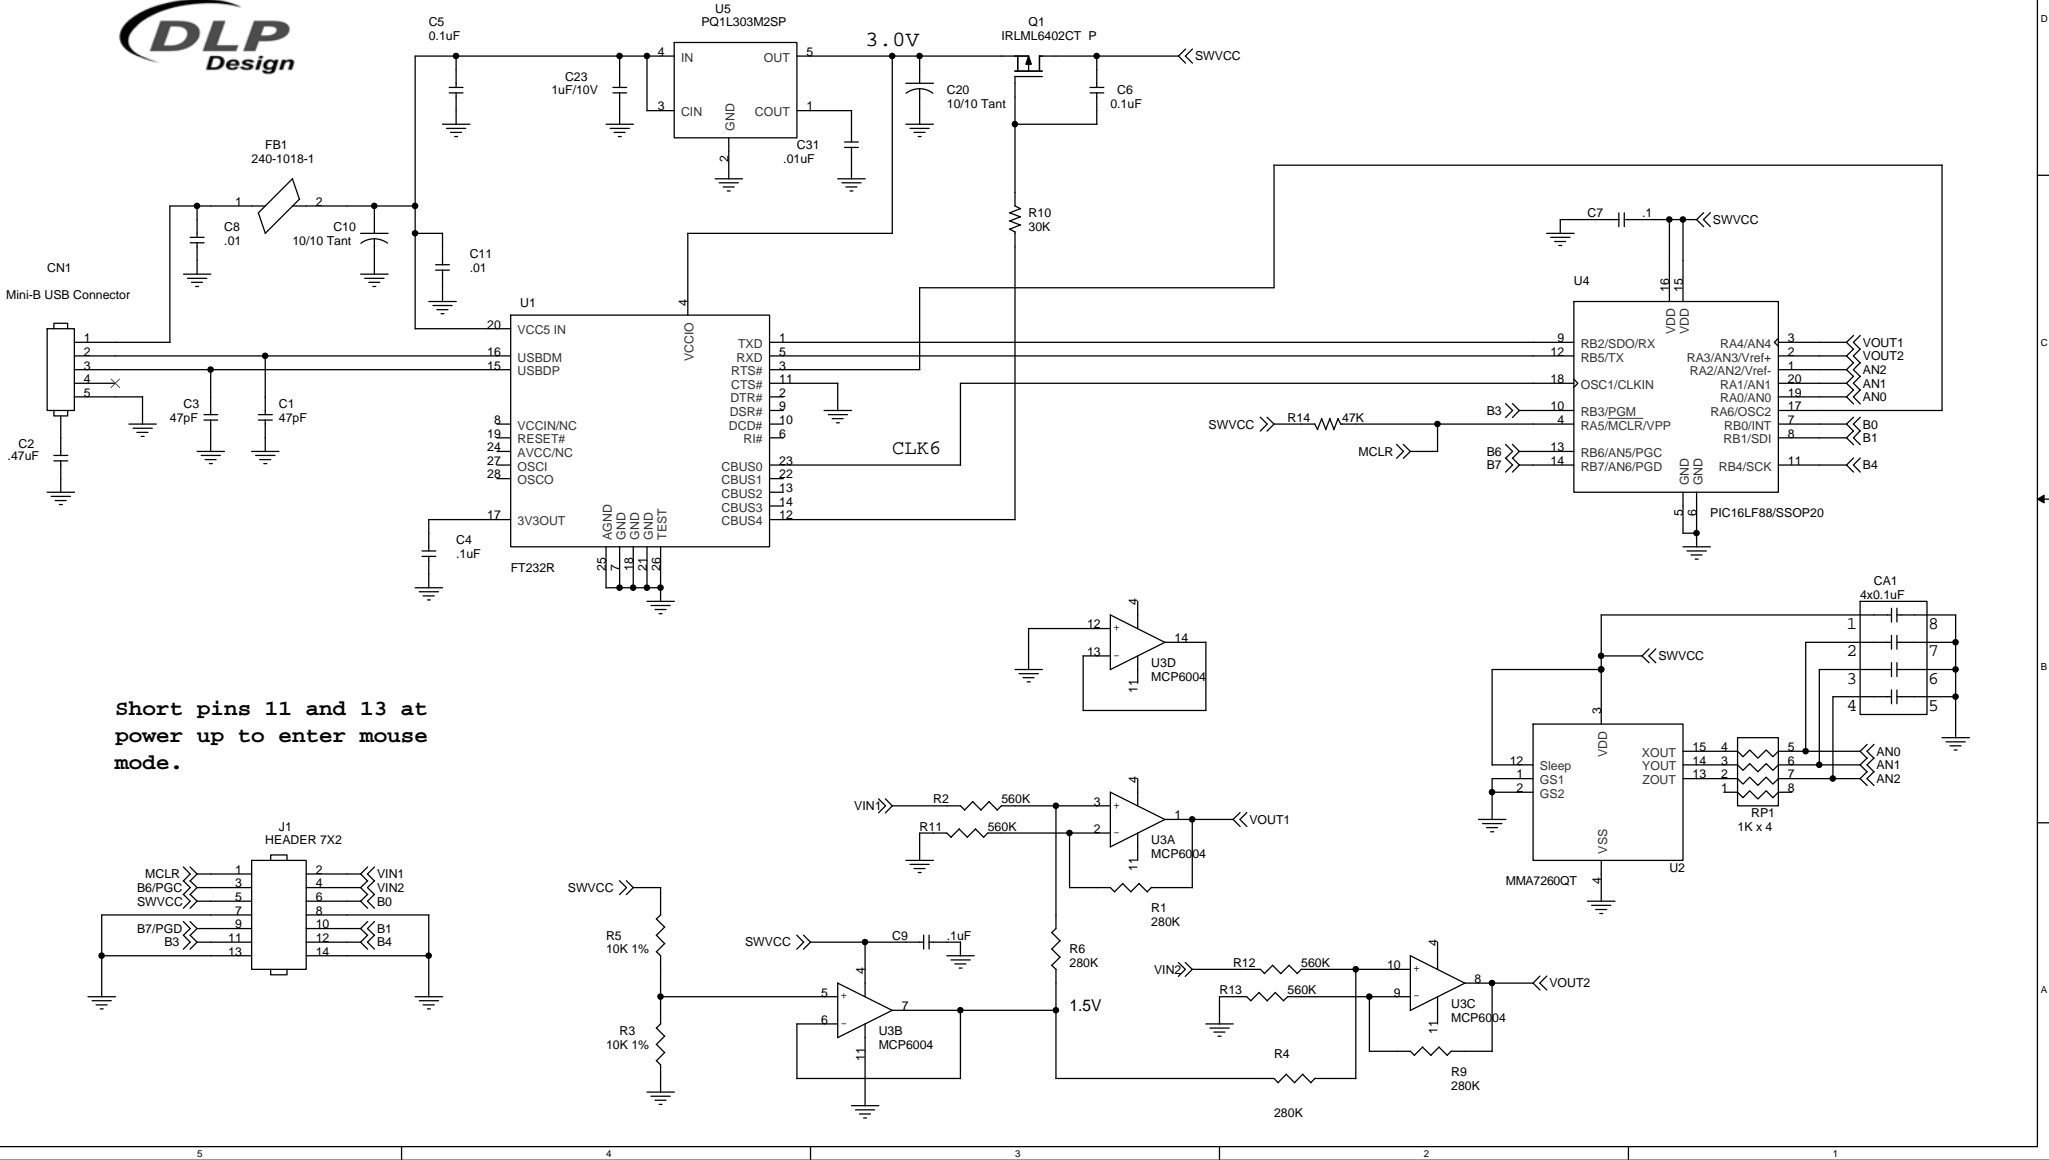 DLP
Design
C5
0.1uF
U5
PQ1L303M2SP
3.0V
Q1
IRLML6402CT P
D
4 IN OUT 5
SWVCC
C23
1uF/10V
C20
10/10 Tant
C6
0.1uF
3 CIN GND COUT 1
2
C31
.01uF
FB1
240-1018-1
1 2
C8
.01
C10
10/10 Tant
C11
.01
R10
30K
C7 .1
SWVCC
CN1
Mini-B USB Connector
1
2
3
4
5
C3
47pF
C1
47pF
C2
.47uF
U1
4
VCCIO
20 VCC5 IN
16 USBDM
15 USBDP
8 VCCIN/NC
19 RESET#
24 AVCC/NC
27 OSCI
28 OSCO
17 3V3OUT
TXD 1
RXD 5
RTS# 3
CTS# 11
DTR# 2
DSR# 9
DCD# 10
RI# 6
CBUS0 23
CBUS1 22
CBUS2 13
CBUS3 14
CBUS4 12
AGND GND GND GND TEST
25 7 18 21 26
FT232R
C4
.1uF
CLK6
U4
16 15
VDD VDD
9 RB2/SDO/RX
12 RB5/TX
18 OSC1/CLKIN
10 RB3/PGM
4 RA5/MCLR/VPP
13 RB6/AN5/PGC
14 RB7/AN6/PGD
RA4/AN4 3 VOUT1
RA3/AN3/Vref+ 2 VOUT2
RA2/AN2/Vref- 1 AN2
RA1/AN1 20 AN1
RA0/AN0 19 AN0
RA6/OSC2 17
RB0/INT 7 B0
RB1/SDI 8 B1
RB4/SCK 11 B4
GND GND
5 6
PIC16LF88/SSOP20
C
B3
SWVCC R14 47K
MCLR
B6
B7
CA1
4x0.1uF
1 8
2 7
3 6
4 5
SWVCC
12 + 4 14
13 - 11
U3D
MCP6004
B
Short pins 11 and 13 at
power up to enter mouse
mode.
3
VDD
12 Sleep
1 GS1
2 GS2
XOUT 15 4 5 AN0
YOUT 14 3 6 AN1
ZOUT 13 2 7 AN2
1 8
RP1
1K x 4
VSS
U2
4
MMA7260QT
VIN1 R2 560K 3 + 4 1 VOUT1
R11 560K 2 - 11
U3A
MCP6004
R1
280K
J1
HEADER 7X2
MCLR 1 2 VIN1
B6/PGC 3 4 VIN2
SWVCC 5 6 B0
7 8
B7/PGD 9 10 B1
B3 11 12 B4
13 14
SWVCC
R5
10K 1%
R3
10K 1%
SWVCC C9 .1uF
4
5 + 7
6 - 11
U3B
MCP6004
R6
280K
1.5V
VIN2 R12 560K 10 + 4 8 VOUT2
R13 560K 9 - 11
U3C
MCP6004
R4
280K
R9
280K
A
5 4 3 2 1